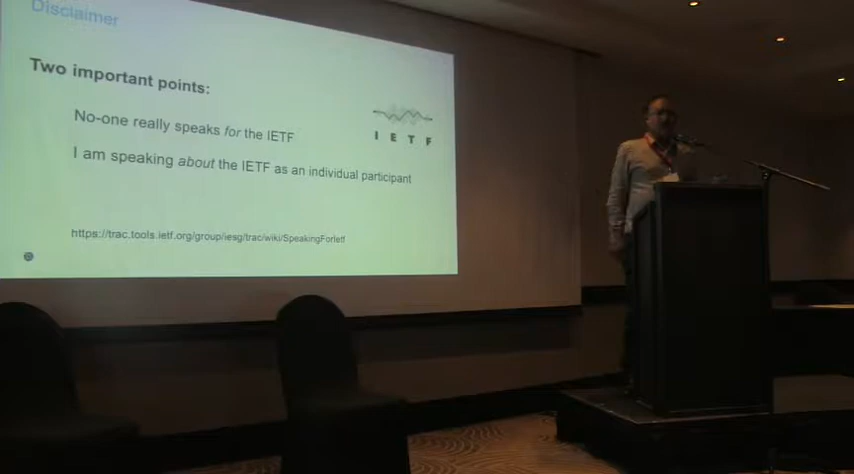 Disclaimer
Two important points:
No-one really speaks for the IETF
I E T F
I am speaking about the IETF as an individual participant
https://trac.tools.ietf.org/group/iesg/trac/wiki/SpeakingForIetf